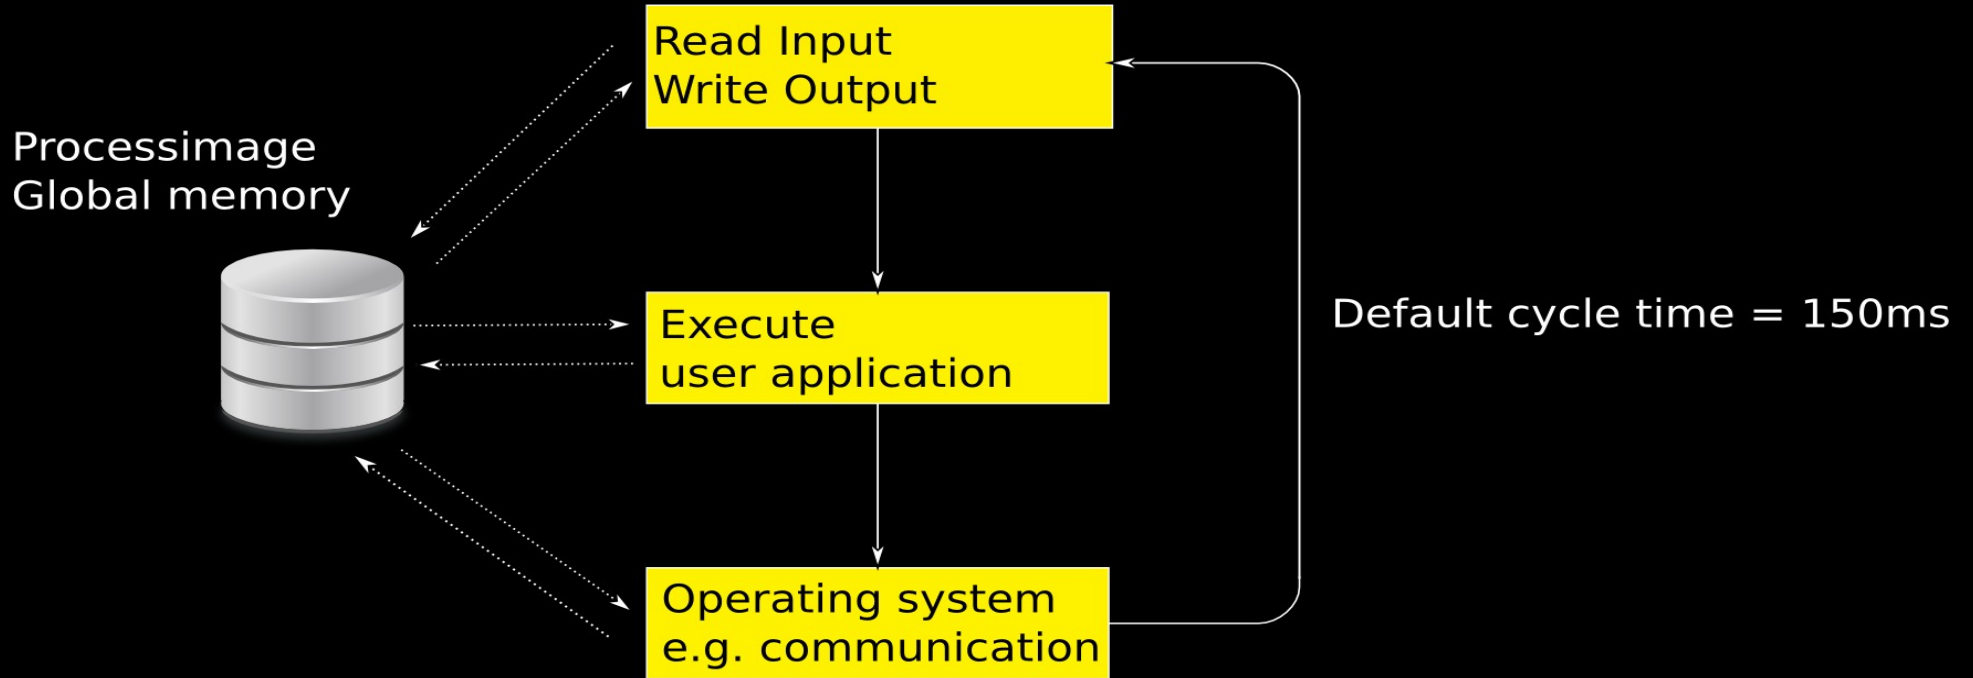 Read Input
Write Output
Processimage
Global memory
Execute
user application
Default cycle time = 150ms
Operating system
e.g. communication